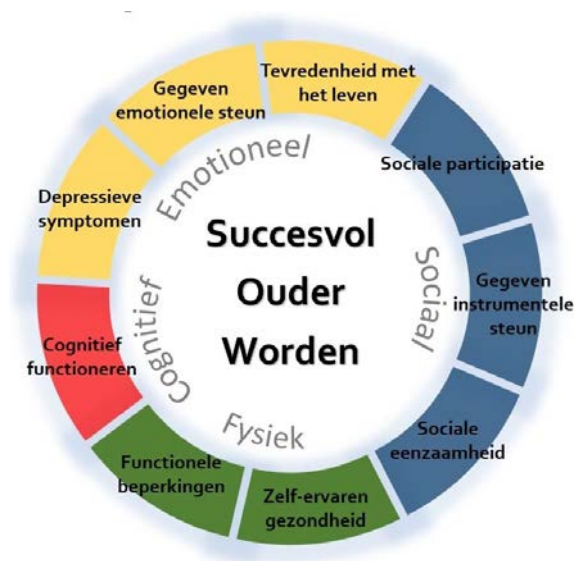 Tevredenheid met
het leven
Sociale participatie
Gegeven
instrumentele
steun
Sociale
eenzaamheid
Zelf-ervaren
gezondheid
Functionele
beperkingen
Cognitief
functioneren
Depressieve
symptomen
Gegeven
emotionele steun
Emotioneel
Sociaal
Fysiek
Cognitief
Succesvol
Ouder
Worden